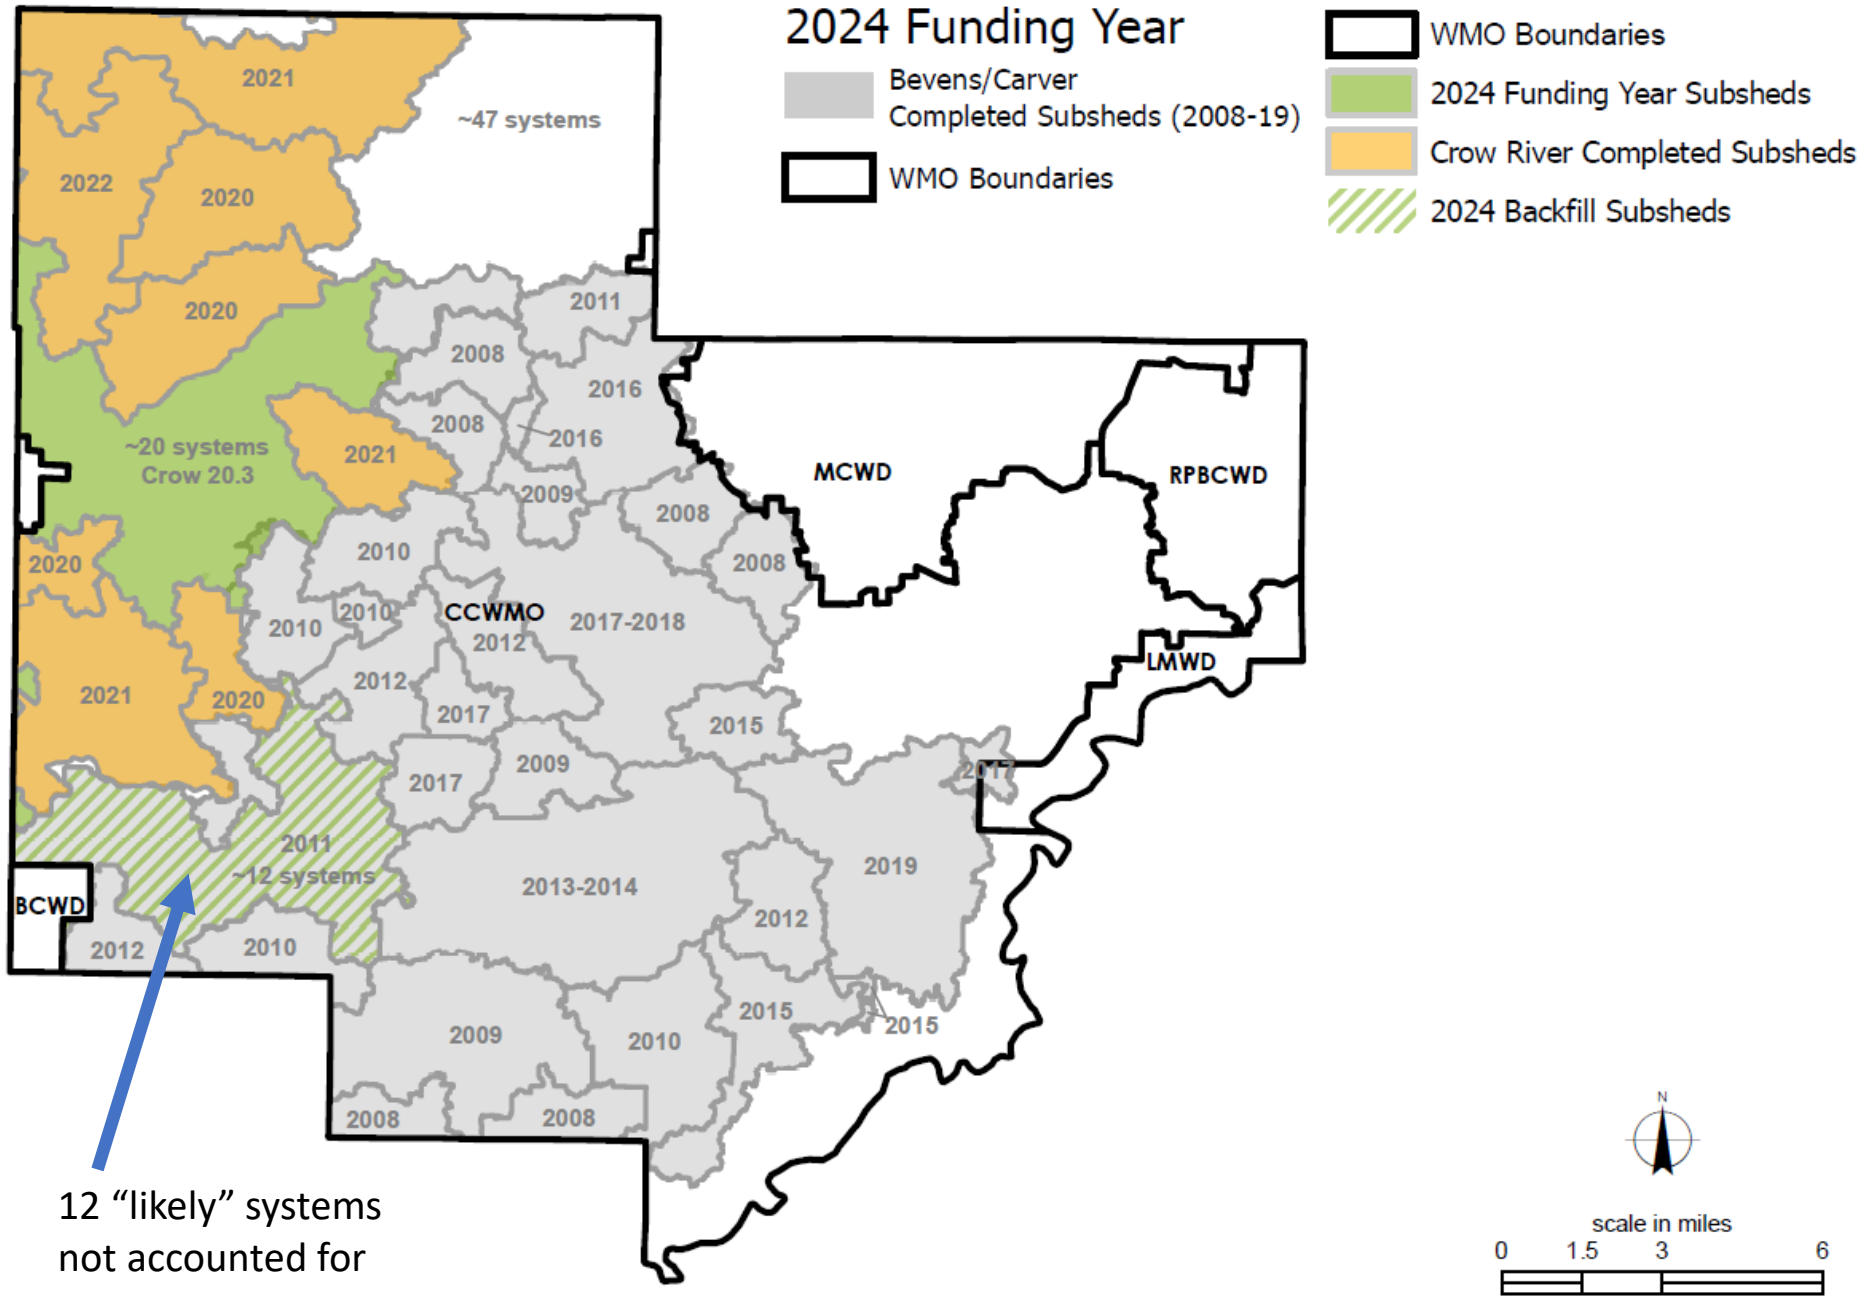 2024 Funding Year
Bevens/Carver
Completed Subsheds (2008-19)
WMO Boundaries
WMO Boundaries
2024 Funding Year Subsheds
Crow River Completed Subsheds
2024 Backfill Subsheds
2021
~47 systems
2022
2020
2020
2011
2008
2016
2008
2016
~20 systems
Crow 20.3
2021
MCWD
RPBCWD
2009
2008
2010
2020
2008
2010
2010
CCWMO
2012
2017-2018
LMWD
2012
2021
2020
2017
2015
2017
2009
2017
2011
~12 systems
2013-2014
2019
BCWD
2012
2012
2010
2015
2015
2009
2010
2008
2008
12 “likely” systems
not accounted for
N
scale in miles
0 1.5 3 6